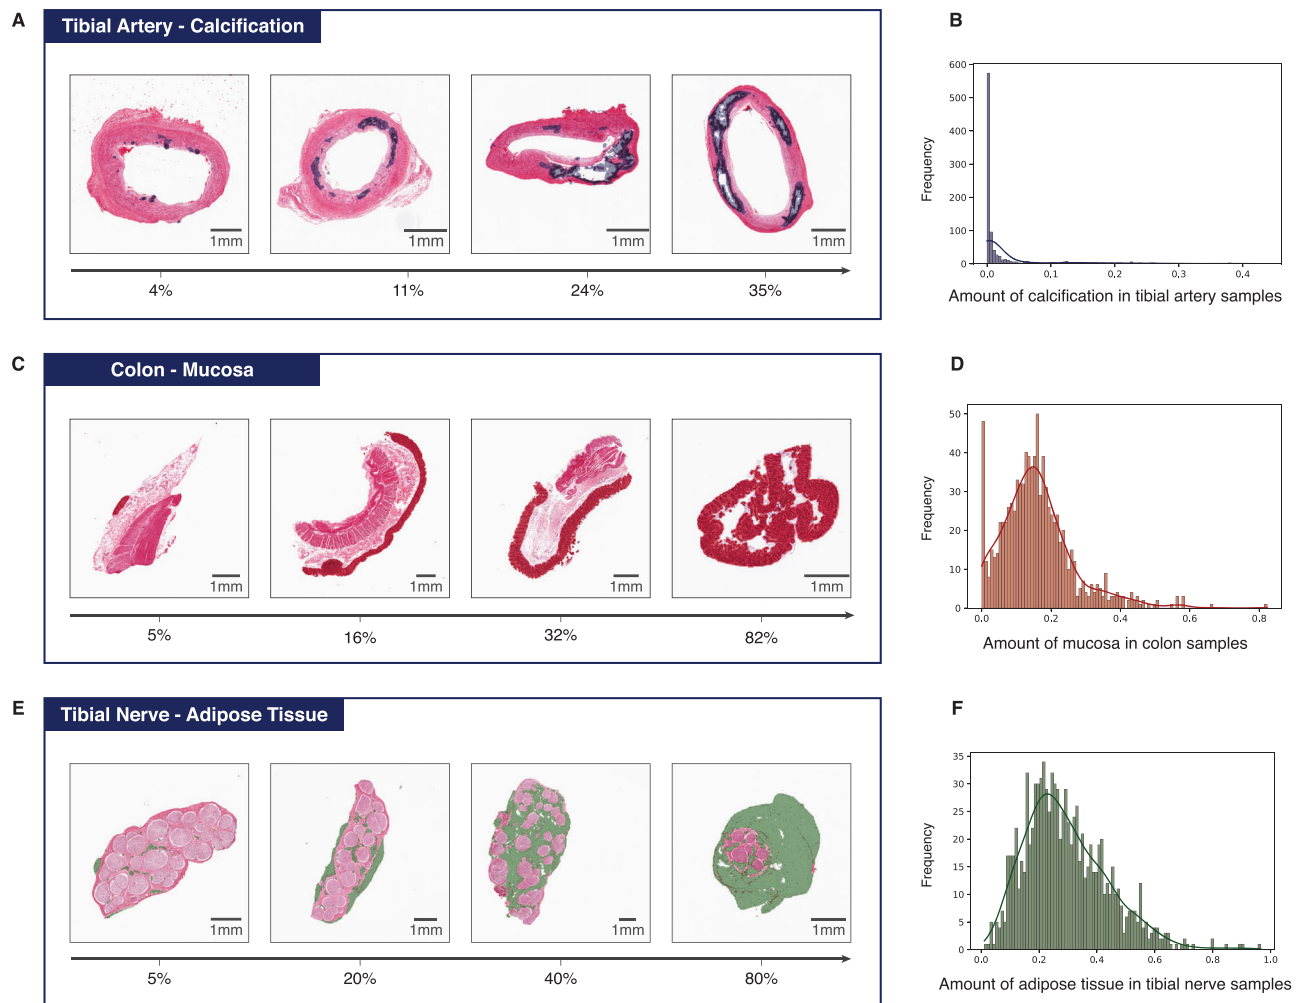 A
Tibial Artery - Calcification
1mm
1mm
1mm
1mm
4%
11%
24%
35%
B
600
500
400
300
200
100
0
Frequency
0.0
0.1
0.2
0.3
0.4
Amount of calcification in tibial artery samples
C
Colon - Mucosa
1mm
1mm
1mm
1mm
5%
16%
32%
82%
D
50
40
30
20
10
0
Frequency
0.0
0.2
0.4
0.6
0.8
Amount of mucosa in colon samples
E
Tibial Nerve - Adipose Tissue
1mm
1mm
1mm
1mm
5%
20%
40%
80%
F
35
30
25
20
15
10
5
0
Frequency
0.0
0.2
0.4
0.6
0.8
1.0
Amount of adipose tissue in tibial nerve samples